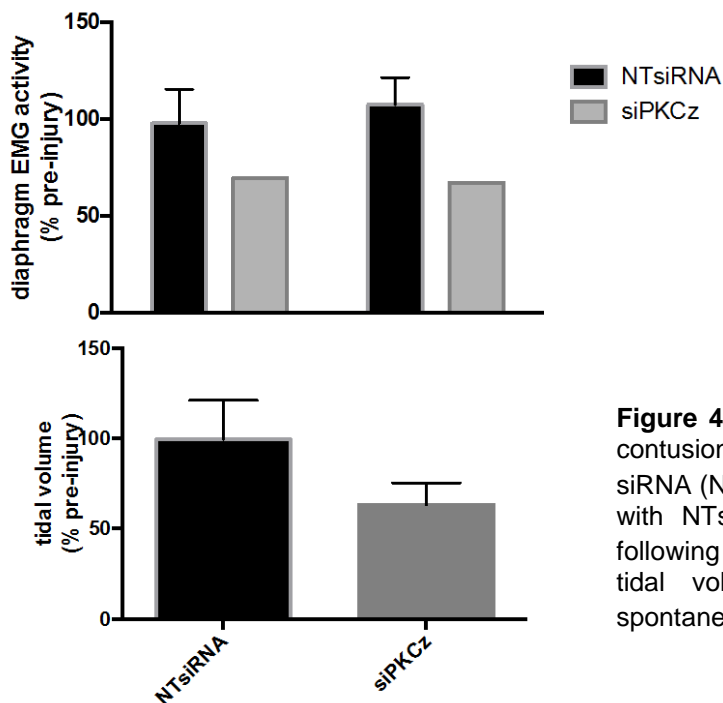 150
100
50
0
diaphragm EMG activity
(% pre-injury)
NTsiRNA
siPKCz
150
100
50
0
tidal volume
(% pre-injury)
NTsiRNA
siPKCz
Figure 4
contusion
siRNA (N
with NTs
following
tidal vol
spontane